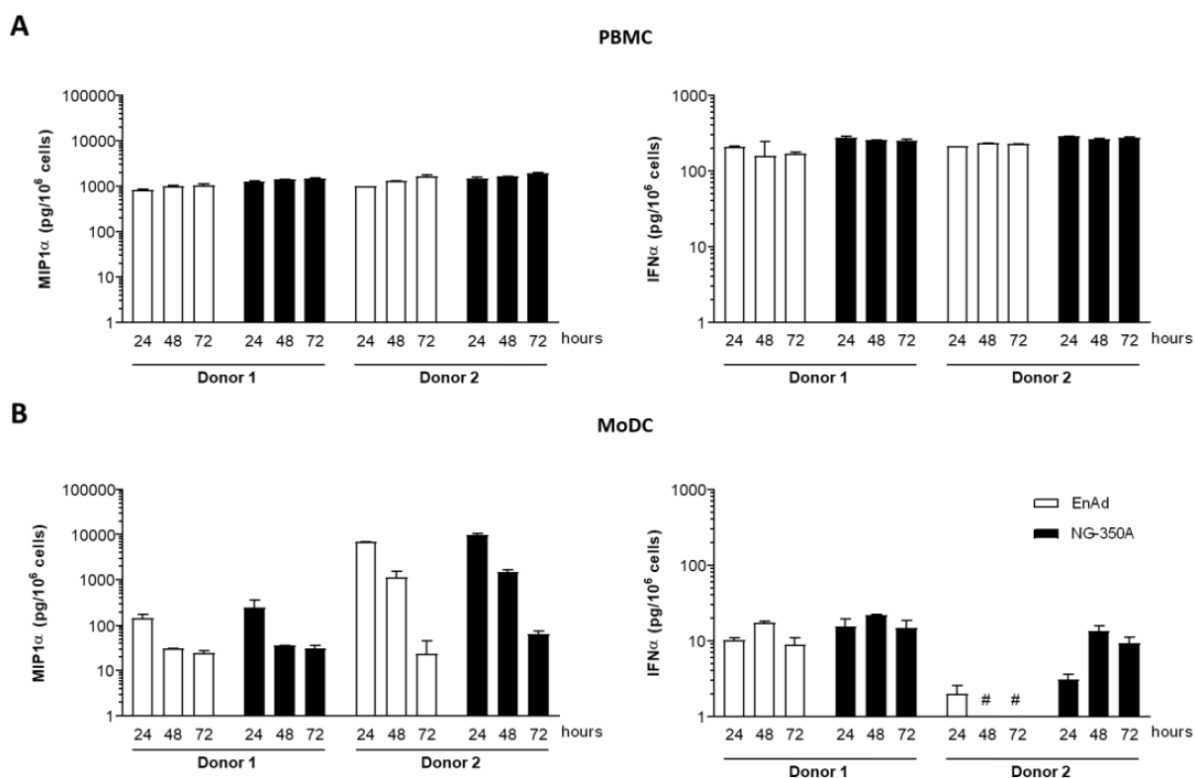 A
PBMC
MIP1α (pg/10⁶ cells)
100000
10000
1000
100
10
1
24 48 72 24 48 72 24 48 72 24 48 72 hours
Donor 1 Donor 2
IFNα (pg/10⁶ cells)
1000
100
10
1
24 48 72 24 48 72 24 48 72 24 48 72 hours
Donor 1 Donor 2
B
MoDC
MIP1α (pg/10⁶ cells)
100000
10000
1000
100
10
1
24 48 72 24 48 72 24 48 72 24 48 72 hours
Donor 1 Donor 2
IFNα (pg/10⁶ cells)
1000
100
10
1
EnAd
NG-350A
# #
24 48 72 24 48 72 24 48 72 24 48 72 hours
Donor 1 Donor 2